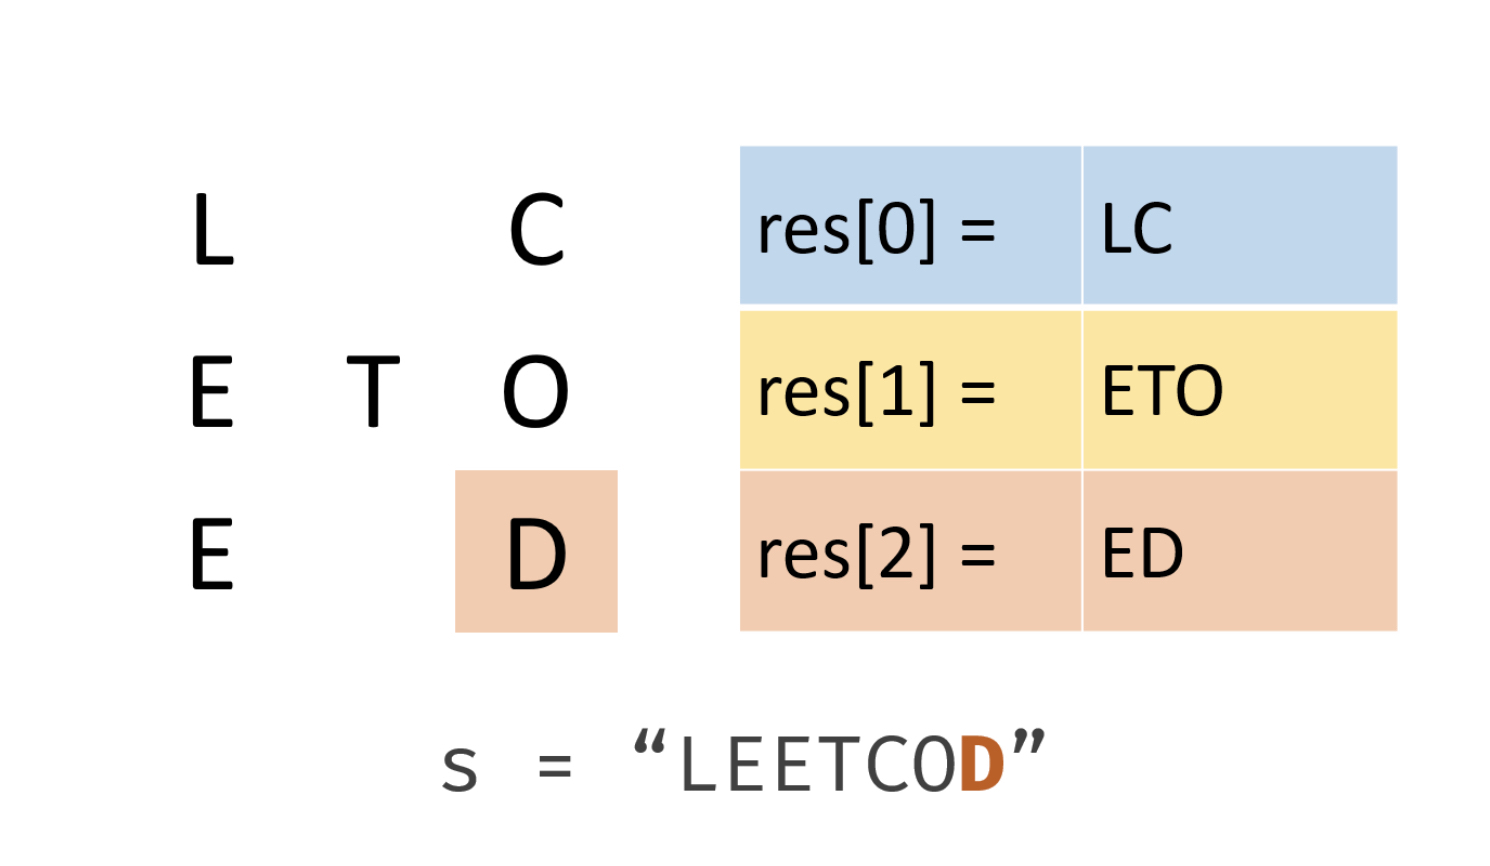 L C
E T O
E D
res[0] = LC
res[1] = ETO
res[2] = ED
s = “LEETCOD”